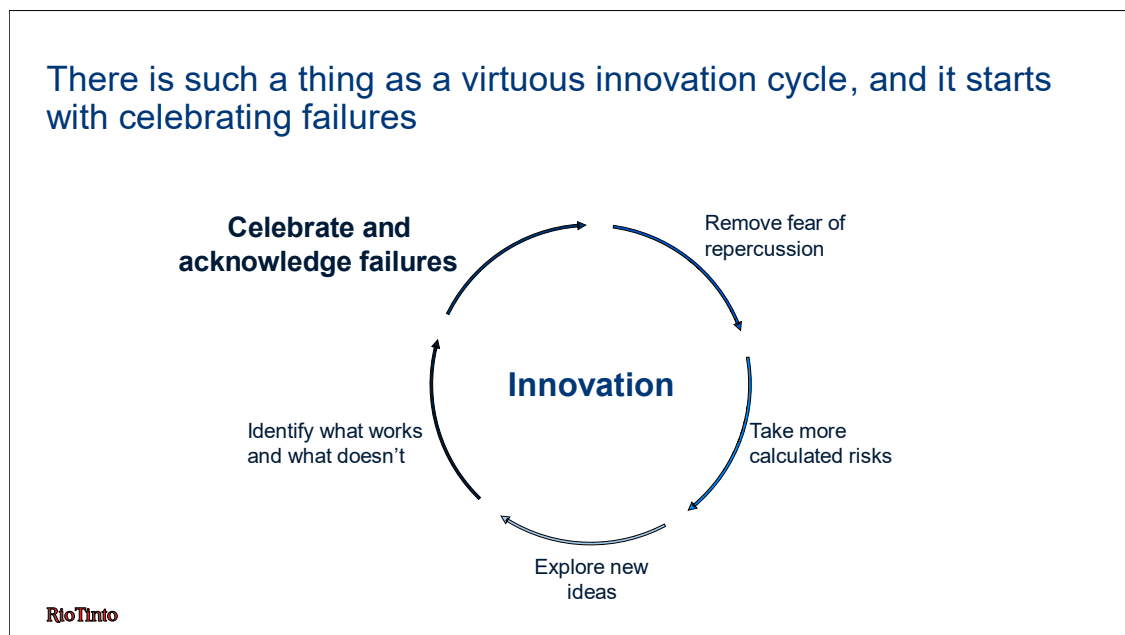 There is such a thing as a virtuous innovation cycle, and it starts
with celebrating failures
Celebrate and
acknowledge failures
Remove fear of
repercussion
Innovation
Identify what works
and what doesn’t
Take more
calculated risks
Explore new
ideas
RioTinto